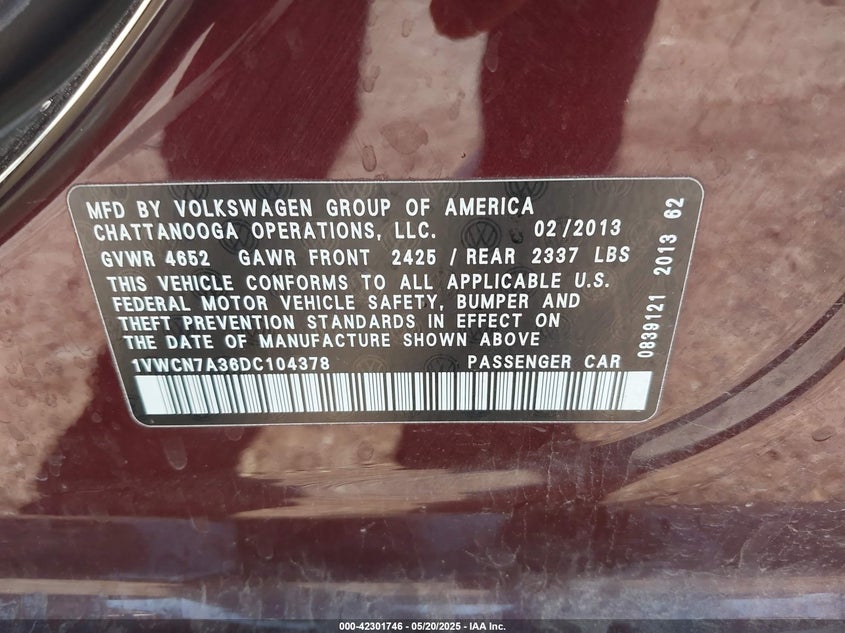 MFD BY VOLKSWAGEN GROUP OF AMERICA
CHATTANOOGA OPERATIONS, LLC. 02/2013
GVWR 4652 GAWR FRONT 2425 / REAR 2337 LBS
THIS VEHICLE CONFORMS TO ALL APPLICABLE U.S.
FEDERAL MOTOR VEHICLE SAFETY, BUMPER AND
THEFT PREVENTION STANDARDS IN EFFECT ON
THE DATE OF MANUFACTURE SHOWN ABOVE
1VWCN7A36DC104378 PASSENGER CAR
0839121 2013 62
000-42301746 - 05/20/2025 - IAA Inc.